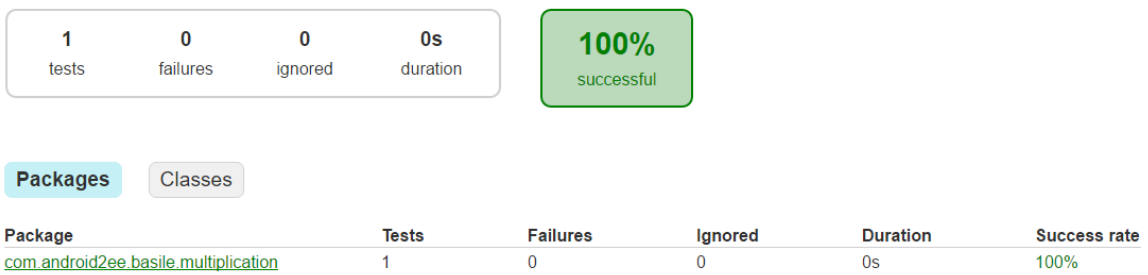 1 0 0 0s 100%
tests failures ignored duration successful
Packages Classes
Package Tests Failures Ignored Duration Success rate
com.android2ee.basile.multiplication 1 0 0 0s 100%